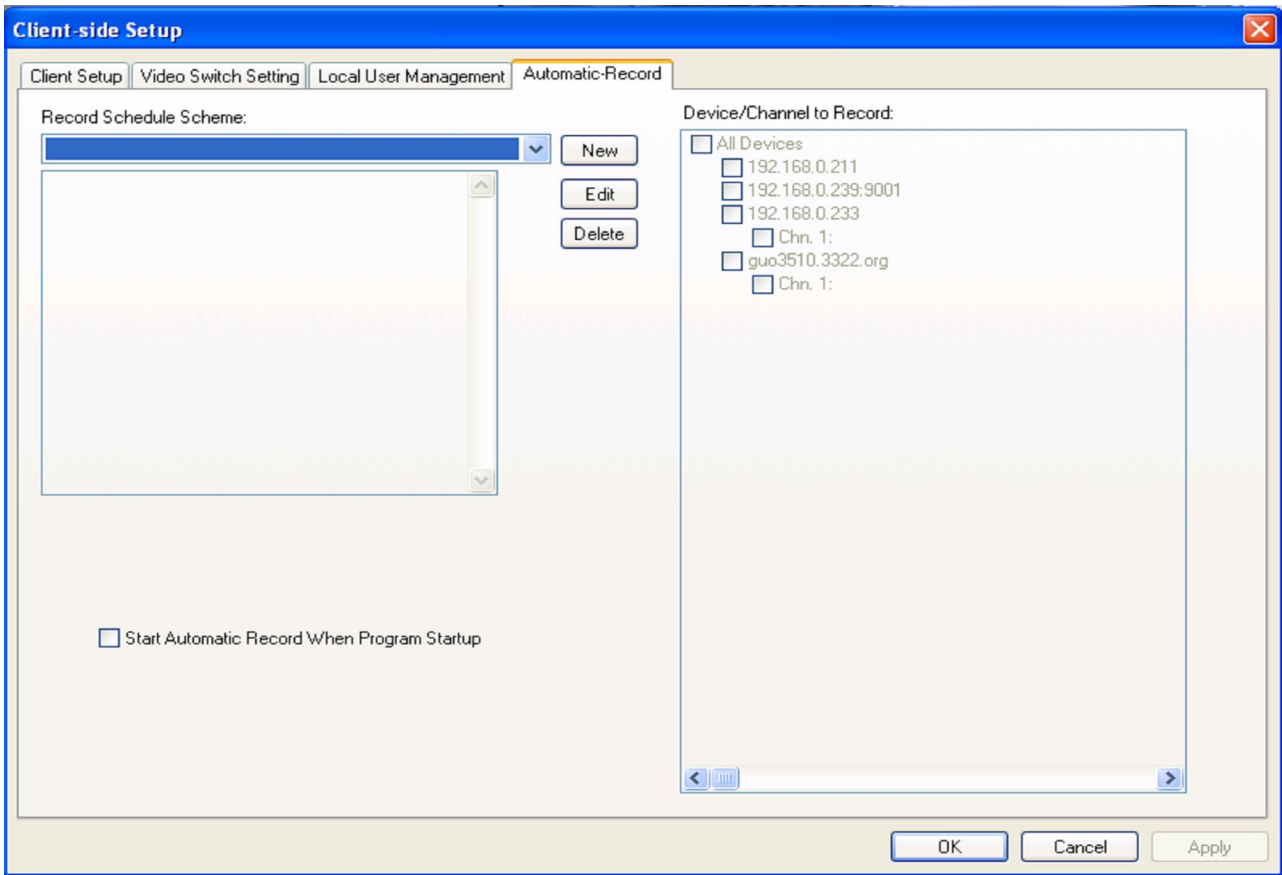 Client-side Setup
Client Setup Video Switch Setting Local User Management Automatic-Record
Record Schedule Scheme:
New
Edit
Delete
Start Automatic Record When Program Startup
Device/Channel to Record:
All Devices
192.168.0.211
192.168.0.239:9001
192.168.0.233
Chn. 1:
guo3510.3322.org
Chn. 1:
OK Cancel Apply